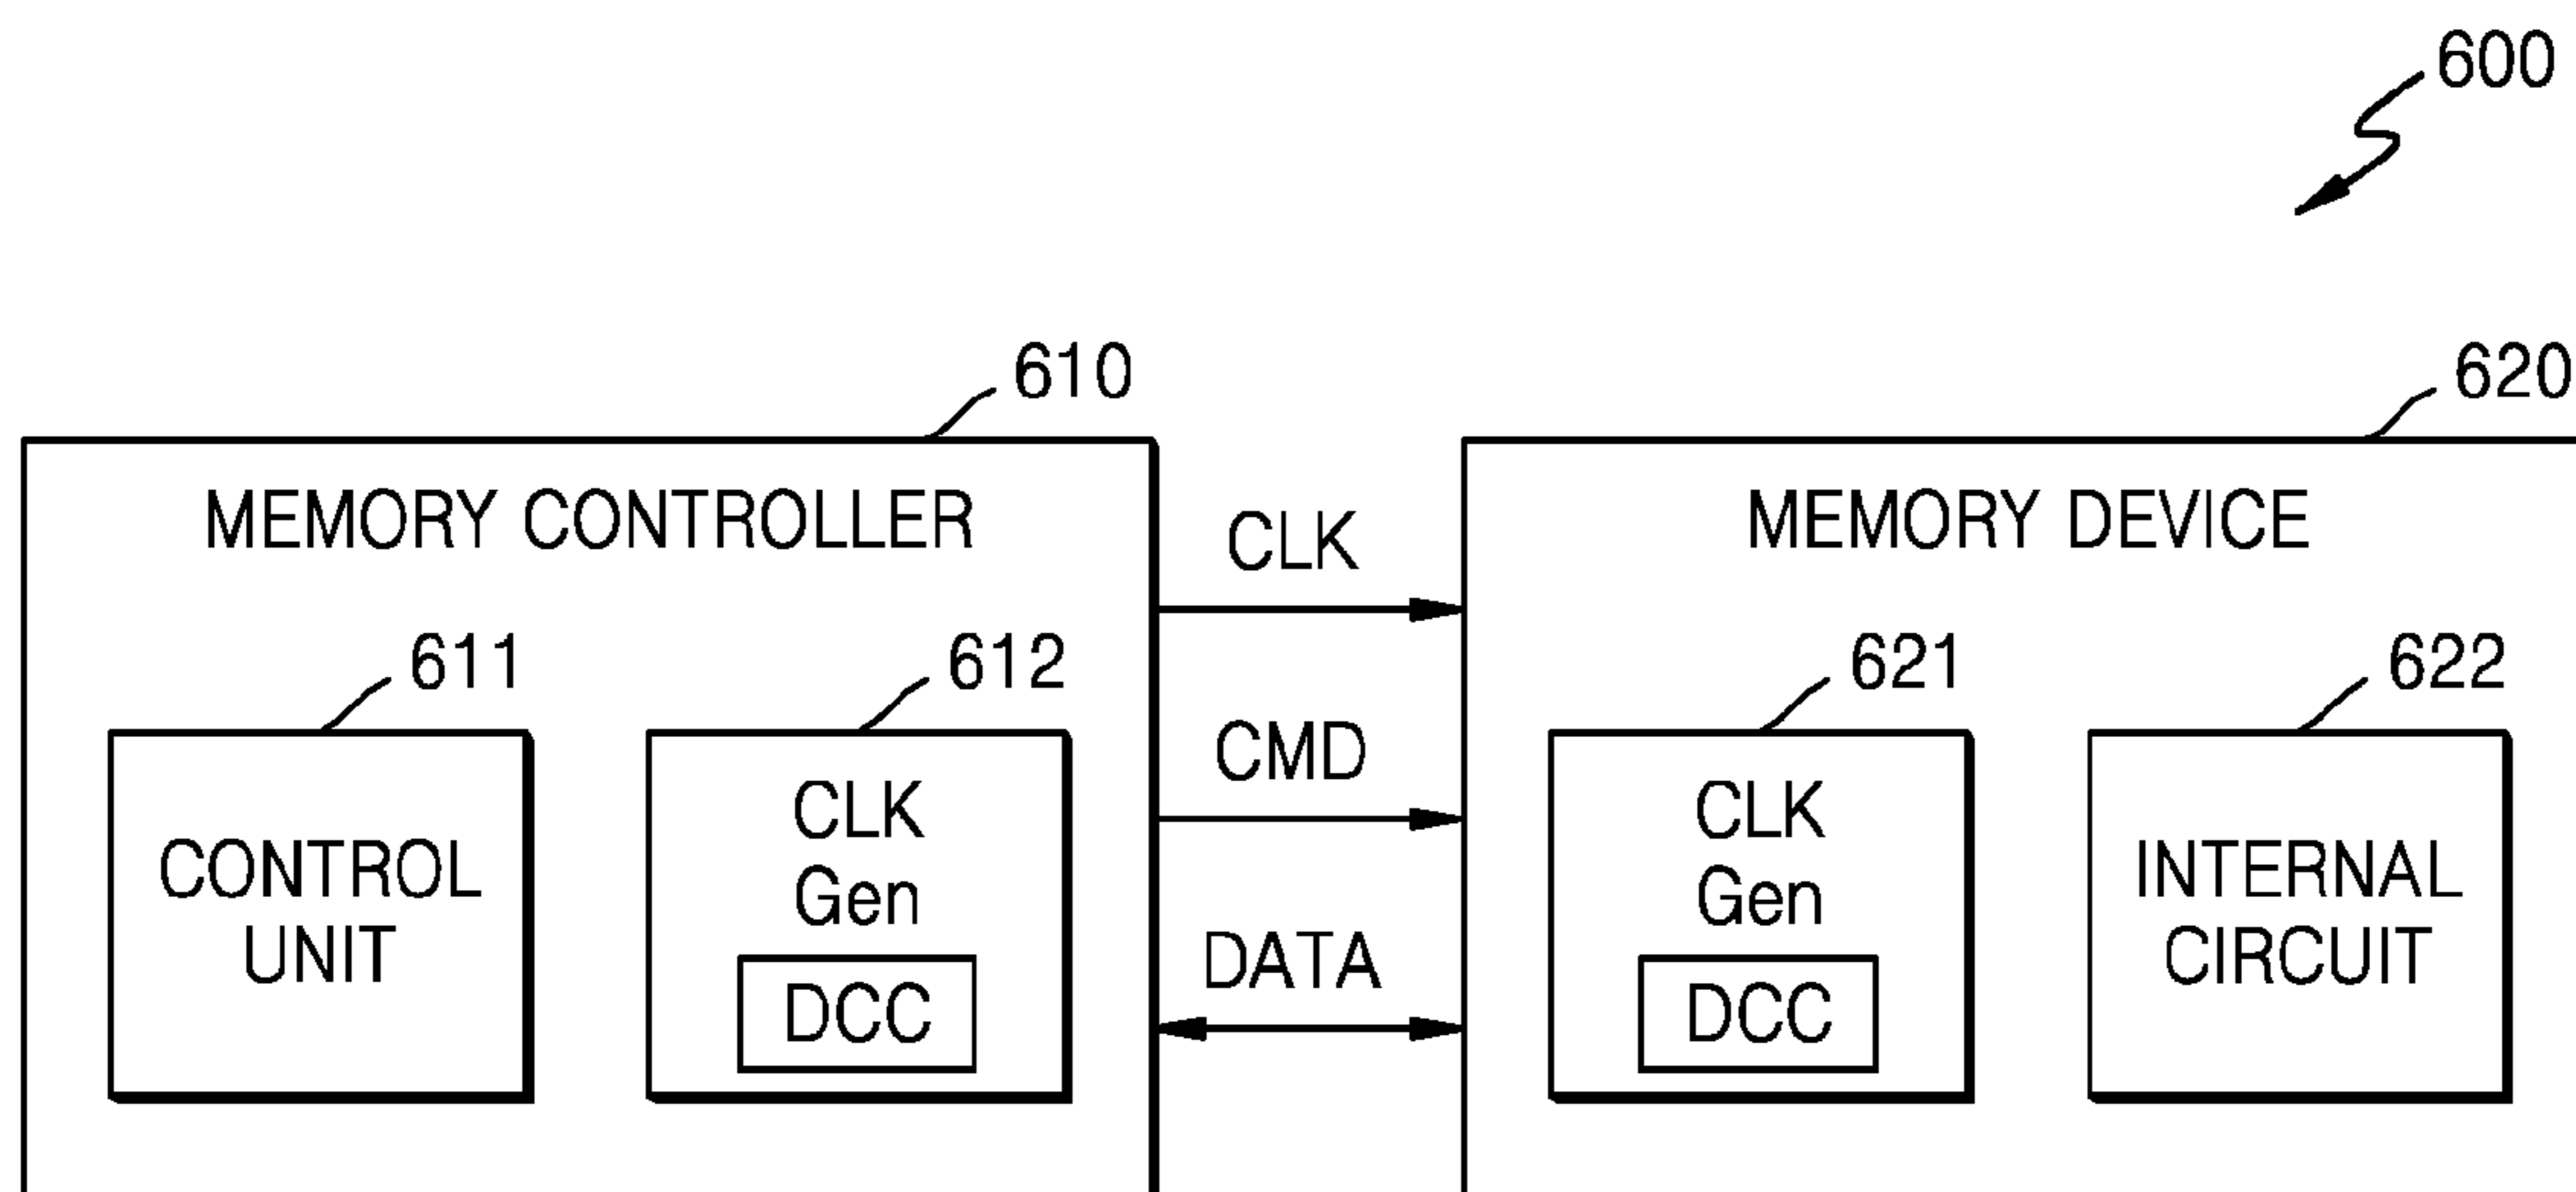 600
610
620
MEMORY CONTROLLER
CLK
MEMORY DEVICE
611
612
CMD
621
622
CONTROL
UNIT
CLK
Gen
DCC
DATA
CLK
Gen
DCC
INTERNAL
CIRCUIT